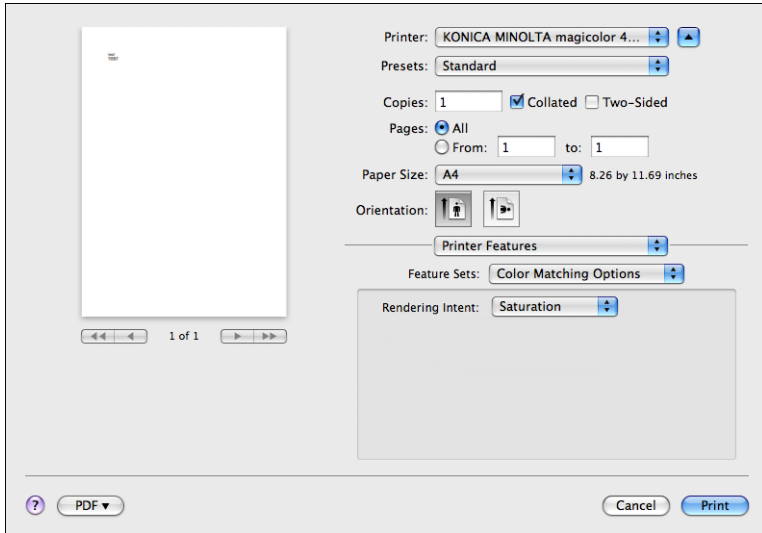 Printer: KONICA MINOLTA magicolor 4...
Presets: Standard
Copies: 1 Collated Two-Sided
Pages: All
From: 1 to: 1
Paper Size: A4 8.26 by 11.69 inches
Orientation:
Printer Features
Feature Sets: Color Matching Options
Rendering Intent: Saturation
1 of 1
? PDF Cancel Print